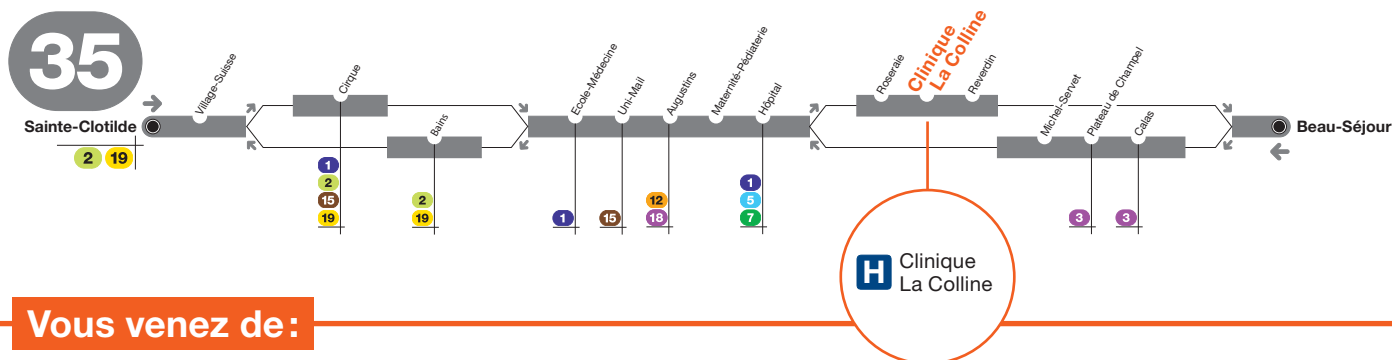 35
Sainte-Clotilde
2 19
Village-Suisse
Cirque
1
2
15
19
Bains
2
19
Ecole-Médecine
1
Uni-Mail
15
Augustins
12
18
Maternité-Pédiaterie
Hôpital
1
5
7
Roseraie
Clinique
La Colline
Reverdin
Michel-Servet
Plateau de Champel
3
Calas
3
Beau-Séjour
H Clinique
La Colline
Vous venez de: